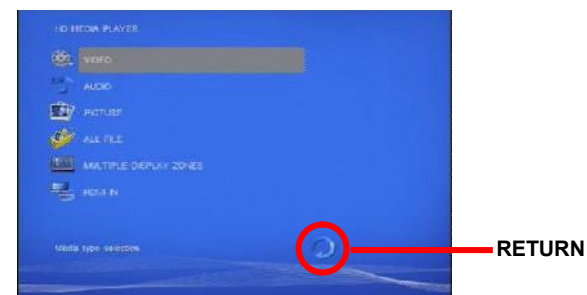 HD MEDIA PLAYER
VIDEO
AUDIO
PICTURE
ALL FILE
MULTIPLE DISPLAY ZONES
HDMI IN
Media type selection
RETURN